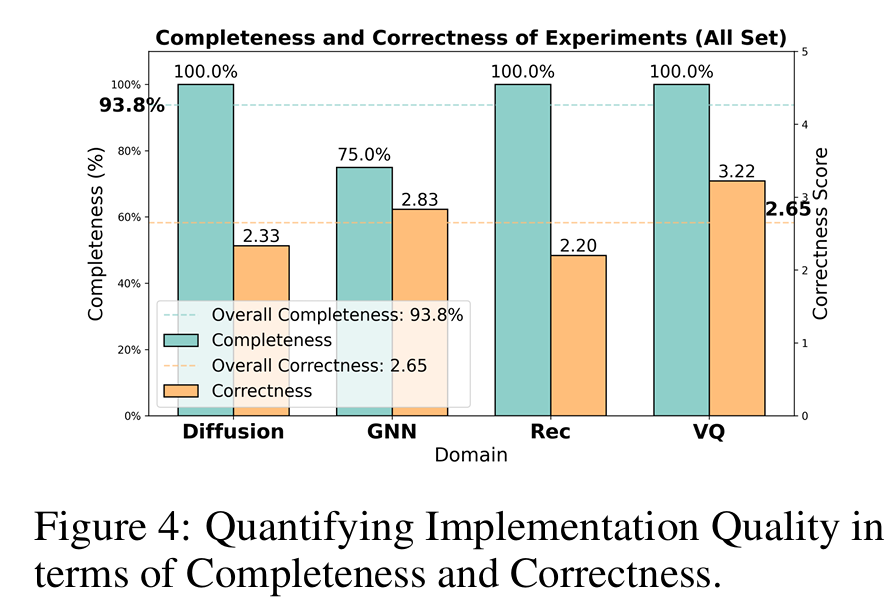 Completeness and Correctness of Experiments (All Set)
Completeness (%)
100%
80%
60%
40%
20%
0%
93.8%
100.0%
2.33
75.0%
2.83
100.0%
2.20
100.0%
3.22
5
4
3
2
1
0
2.65
Correctness Score
Overall Completeness: 93.8%
Completeness
Overall Correctness: 2.65
Correctness
Diffusion GNN Rec VQ
Domain
Figure 4: Quantifying Implementation Quality in
terms of Completeness and Correctness.